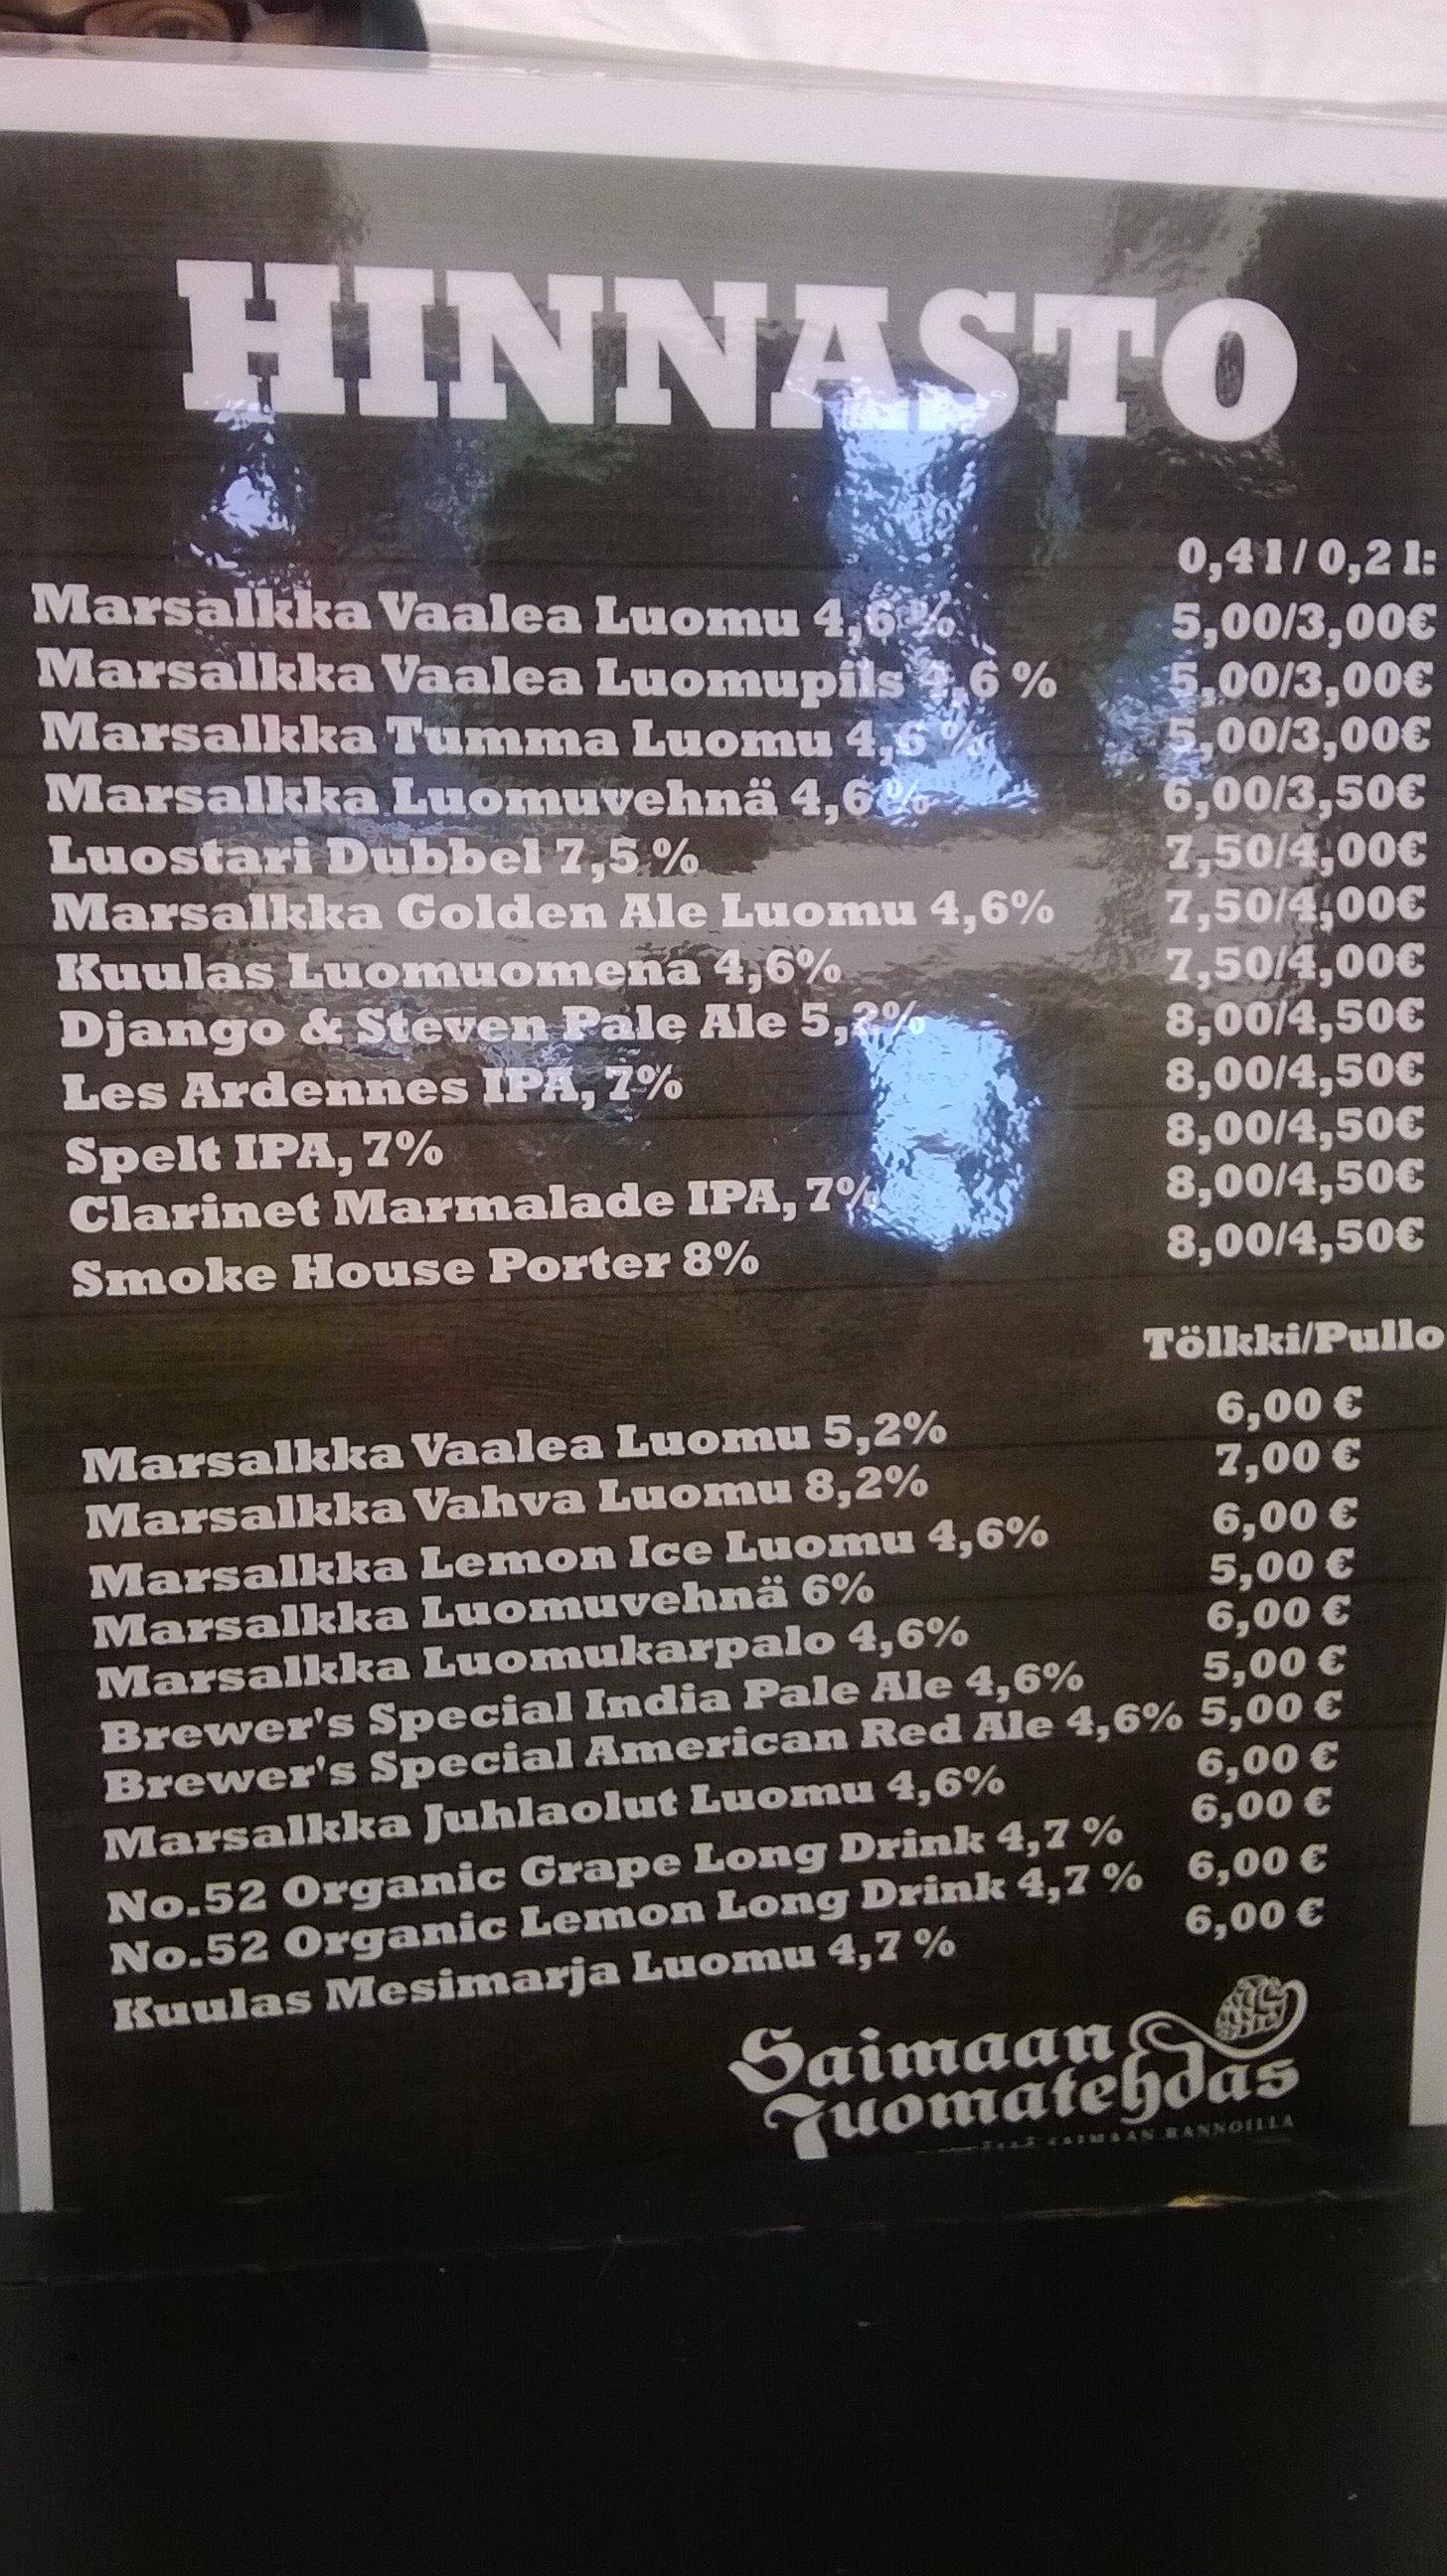 HINNASTO
0,4 l / 0,2 l:
Marsalkka Vaalea Luomu 4,6 % 5,00/3,00€
Marsalkka Vaalea Luomupils 4,6 % 5,00/3,00€
Marsalkka Tumma Luomu 4,6 % 5,00/3,00€
Marsalkka Luomuvehnä 4,6% 6,00/3,50€
Luostari Dubbel 7,5 % 7,50/4,00€
Marsalkka Golden Ale Luomu 4,6% 7,50/4,00€
Kuulas Luomuomena 4,6% 7,50/4,00€
Django & Steven Pale Ale 5,2% 8,00/4,50€
Les Ardennes IPA, 7% 8,00/4,50€
Spelt IPA, 7% 8,00/4,50€
Clarinet Marmalade IPA, 7% 8,00/4,50€
Smoke House Porter 8% 8,00/4,50€
Tölkki/Pullo
Marsalkka Vaalea Luomu 5,2% 6,00 €
Marsalkka Vahva Luomu 8,2% 7,00 €
Marsalkka Lemon Ice Luomu 4,6% 6,00 €
Marsalkka Luomuvehnä 6% 5,00 €
Marsalkka Luomukarpalo 4,6% 6,00 €
Brewer's Special India Pale Ale 4,6% 5,00 €
Brewer's Special American Red Ale 4,6% 5,00 €
Marsalkka Juhlaolut Luomu 4,6% 6,00 €
No.52 Organic Grape Long Drink 4,7 % 6,00 €
No.52 Organic Lemon Long Drink 4,7 % 6,00 €
Kuulas Mesimarja Luomu 4,7 % 6,00 €
Saimaan
Juomatehdas
SAIMAAN RANNOILLA